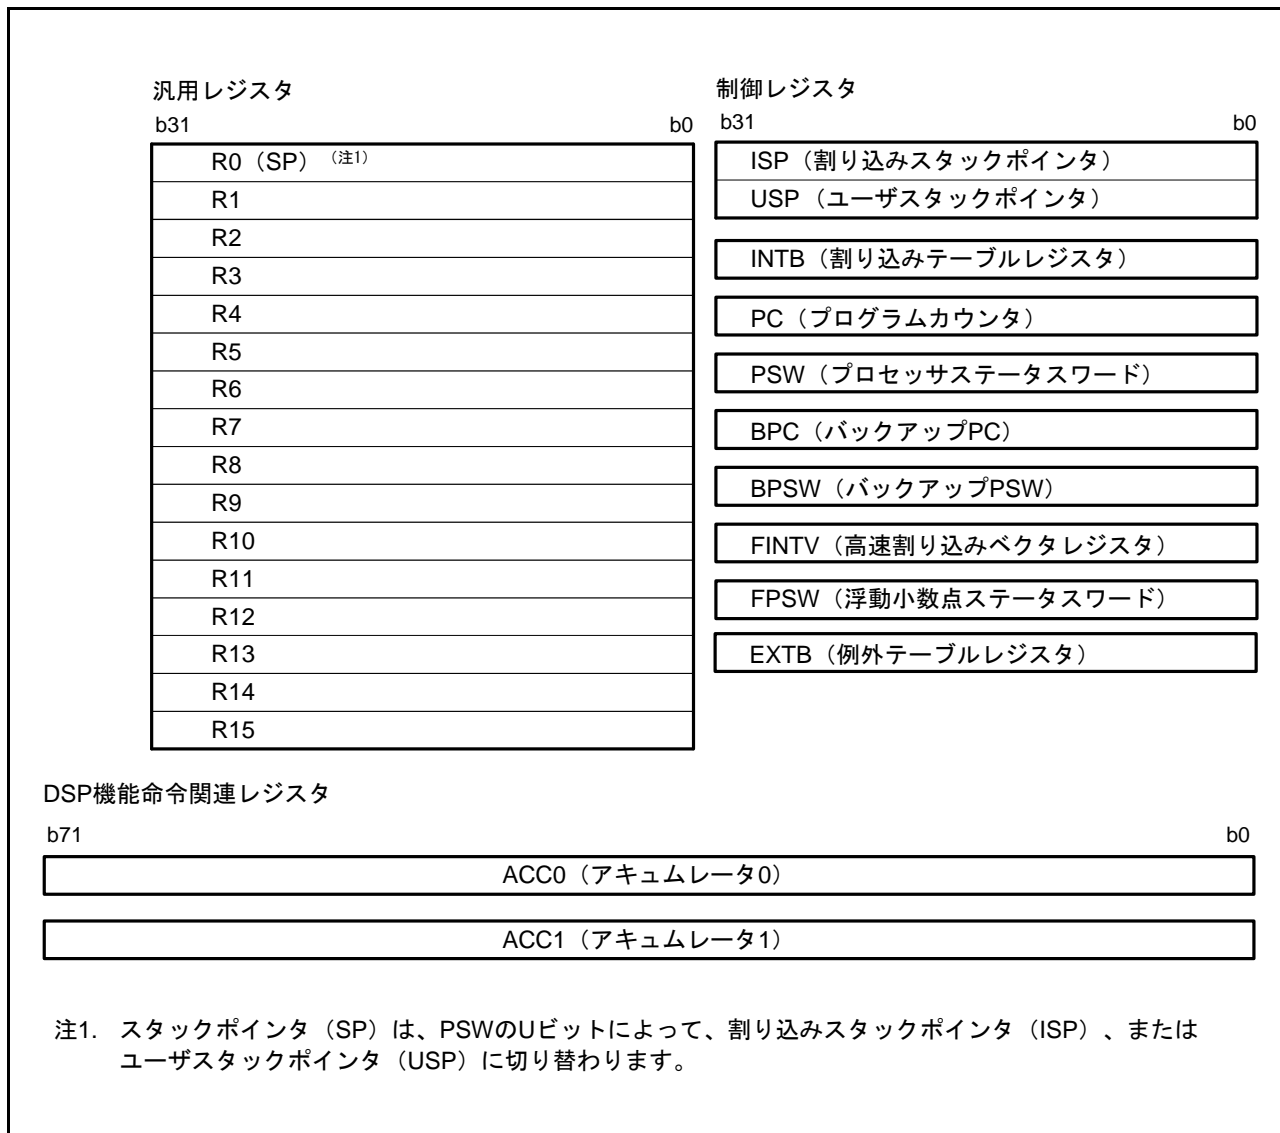 汎用レジスタ
b31 b0
R0（SP）（注1）
R1
R2
R3
R4
R5
R6
R7
R8
R9
R10
R11
R12
R13
R14
R15
制御レジスタ
b31 b0
ISP（割り込みスタックポインタ）
USP（ユーザスタックポインタ）
INTB（割り込みテーブルレジスタ）
PC（プログラムカウンタ）
PSW（プロセッサステータスワード）
BPC（バックアップPC）
BPSW（バックアップPSW）
FINTV（高速割り込みベクタレジスタ）
FPSW（浮動小数点ステータスワード）
EXTB（例外テーブルレジスタ）
DSP機能命令関連レジスタ
b71 b0
ACC0（アキュムレータ0）
ACC1（アキュムレータ1）
注1. スタックポインタ（SP）は、PSWのUビットによって、割り込みスタックポインタ（ISP）、または
ユーザスタックポインタ（USP）に切り替わります。